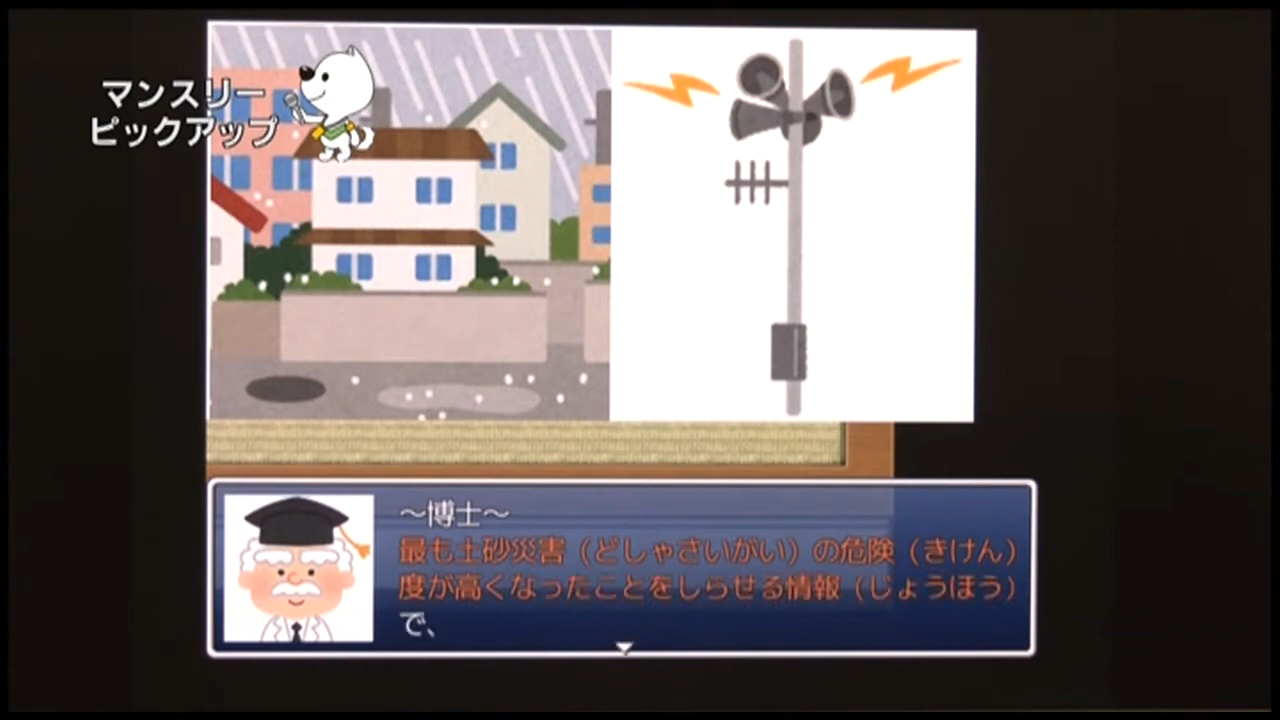 マンスリー
ピックアップ
～博士～
最も土砂災害（どしゃさいがい）の危険（きけん）
度が高くなったことをしらせる情報（じょうほう）
で、